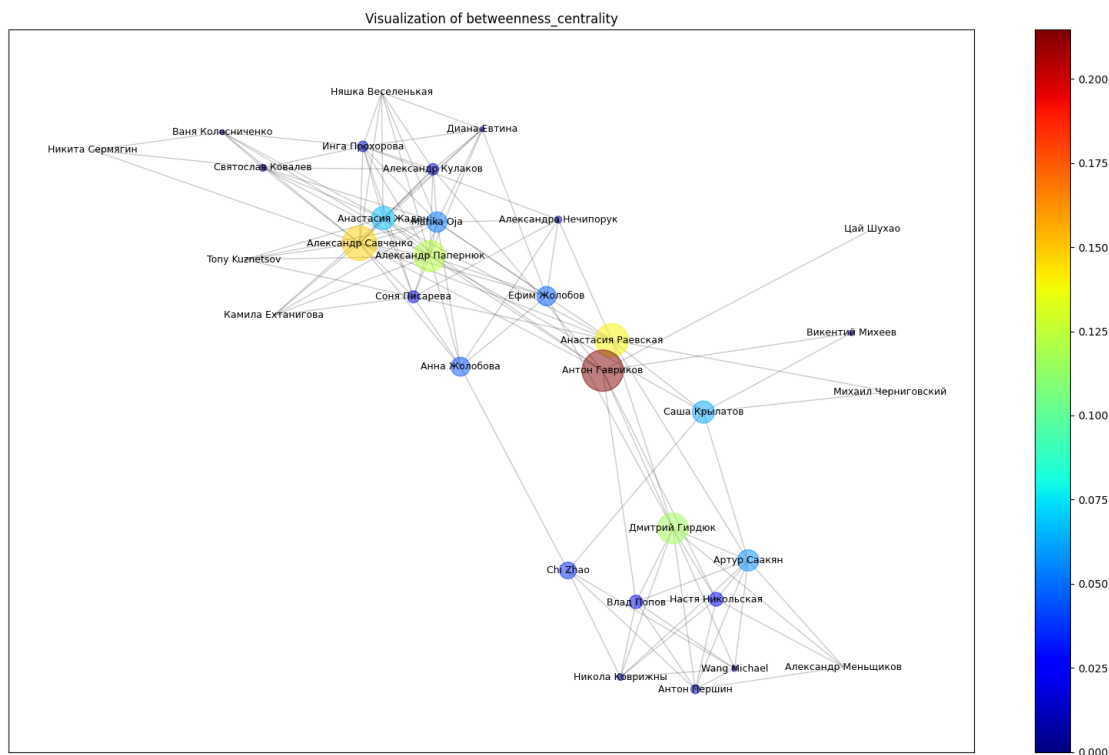 Visualization of betweenness_centrality
Няшка Веселенькая
Ваня Колесниченко
Диана Евтина
Никита Сермягин
Инга Прохорова
Святослав Ковалев
Александр Кулаков
Анастасия Жадан
Marika Oja
Александра Нечипорук
Цай Шухао
Александр Савченко
Александр Папернюк
Tony Kuznetsov
Соня Писарева
Ефим Жолобов
Камила Ехтанигова
Викентий Михеев
Анастасия Раевская
Анна Жолобова
Антон Гавриков
Михаил Черниговский
Саша Крылатов
Дмитрий Гирдюк
Артур Саакян
Chi Zhao
Влад Попов
Настя Никольская
Wang Michael
Александр Меньщиков
Никола Коврижны
Антон Першин
0.200
0.175
0.150
0.125
0.100
0.075
0.050
0.025
0.000